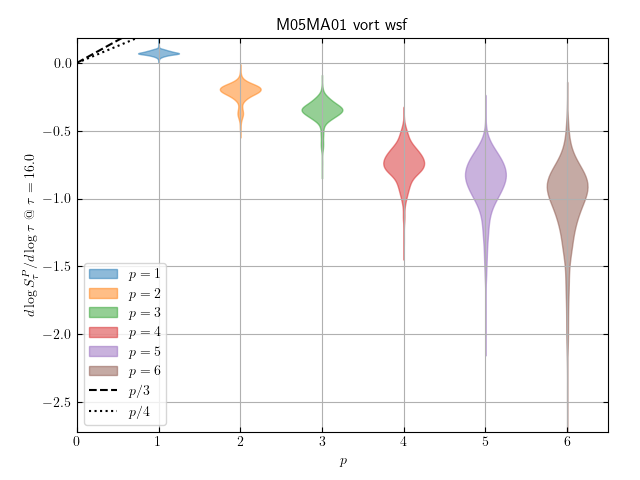 M05MA01 vort wsf
d log S_τ^P / d log τ @ τ = 16.0
0.0
−0.5
−1.0
−1.5
−2.0
−2.5
p = 1
p = 2
p = 3
p = 4
p = 5
p = 6
p/3
p/4
0 1 2 3 4 5 6
p